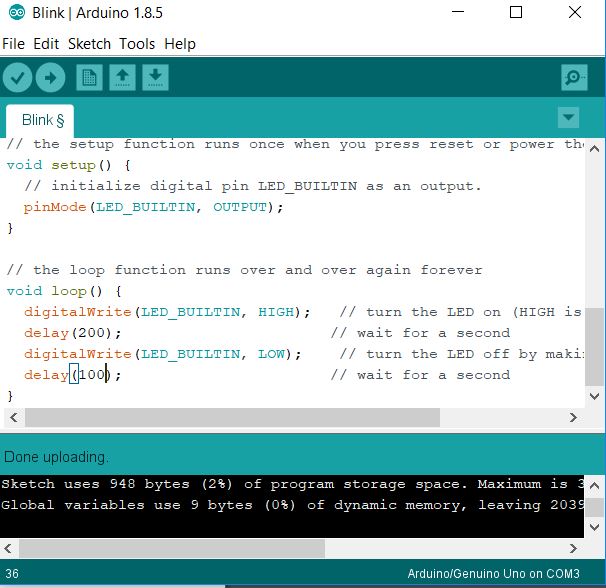 Blink | Arduino 1.8.5
File Edit Sketch Tools Help
Blink §
// the setup function runs once when you press reset or power the
void setup() {
  // initialize digital pin LED_BUILTIN as an output.
  pinMode(LED_BUILTIN, OUTPUT);
}
// the loop function runs over and over again forever
void loop() {
  digitalWrite(LED_BUILTIN, HIGH);   // turn the LED on (HIGH is
  delay(200);                       // wait for a second
  digitalWrite(LED_BUILTIN, LOW);    // turn the LED off by maki
  delay(100);                       // wait for a second
}
Done uploading.
Sketch uses 948 bytes (2%) of program storage space. Maximum is 3
Global variables use 9 bytes (0%) of dynamic memory, leaving 2039
36
Arduino/Genuino Uno on COM3